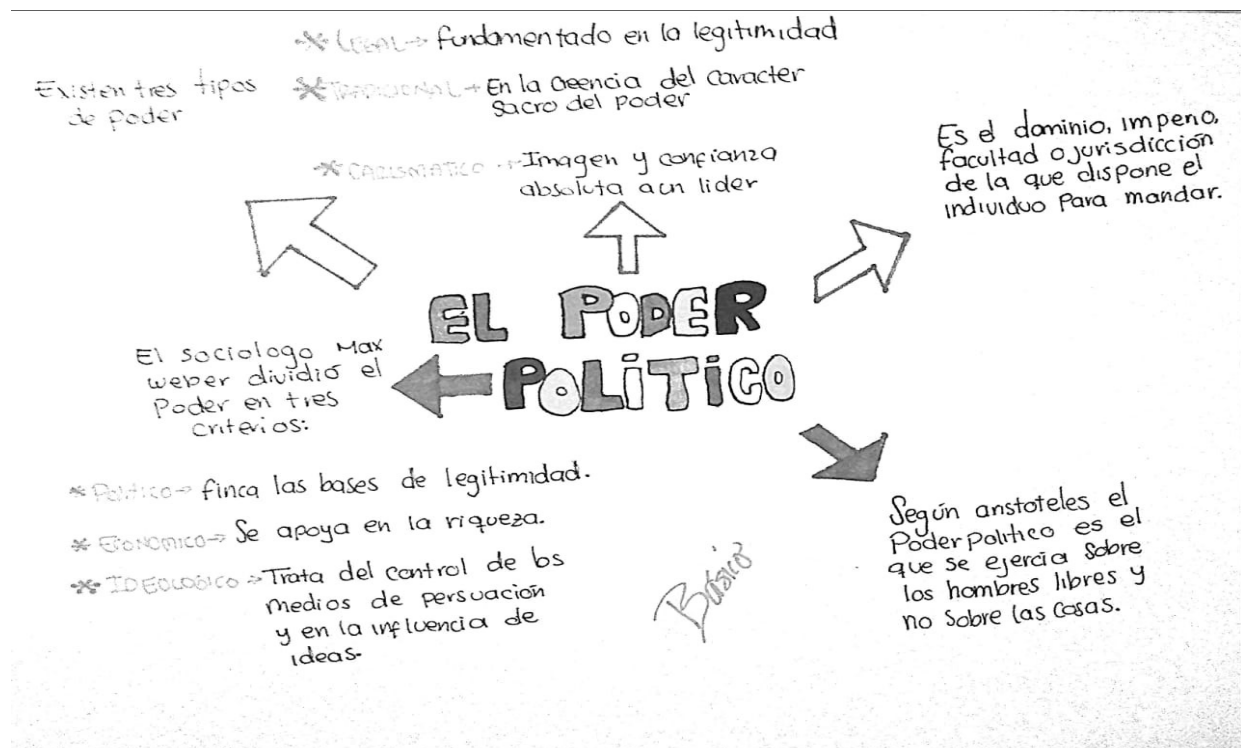 Existen tres tipos
de Poder
* LEGAL → fundamentado en la legitimidad
* TRADICIONAL → En la Creencia del caracter
Sacro del Poder
* CARISMATICO → Imagen y confianza
absoluta a un lider
Es el dominio, imperio,
facultad o jurisdicción
de la que dispone el
individuo Para mandar.
EL PODER
POLÍTICO
El sociologo Max
weber dividió el
Poder en tres
criterios:
* Politico → finca las bases de legitimidad.
* Economico → Se apoya en la riqueza.
* IDEOLOGICO → Trata del control de los
medios de persuación
y en la influencia de
ideas.
Según aristoteles el
Poder politico es el
que se ejercia Sobre
los hombres libres y
no Sobre las cosas.
Básico